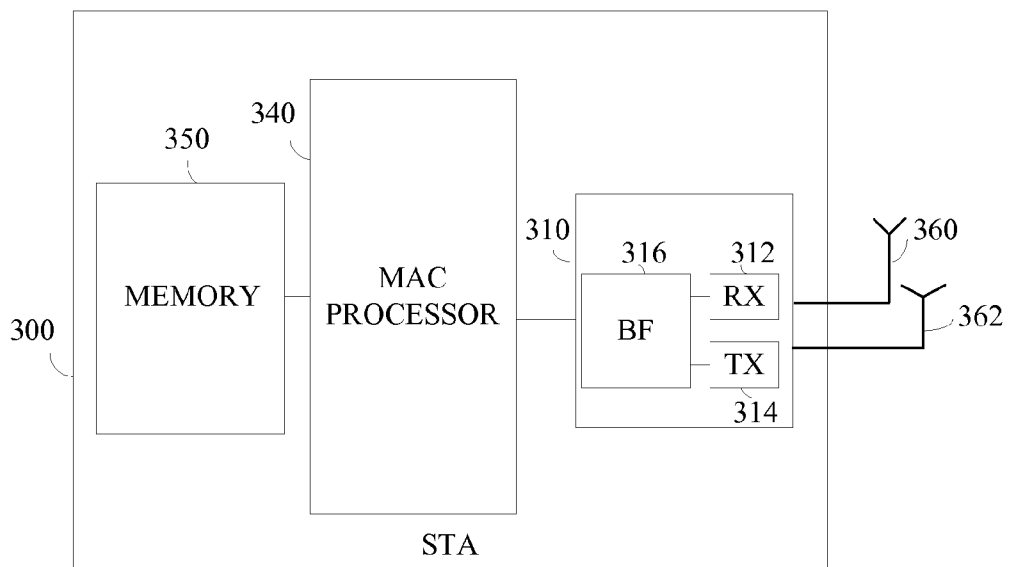 340
350
310
360
316
312
MEMORY
MAC
PROCESSOR
BF
RX
300
362
TX
314
STA